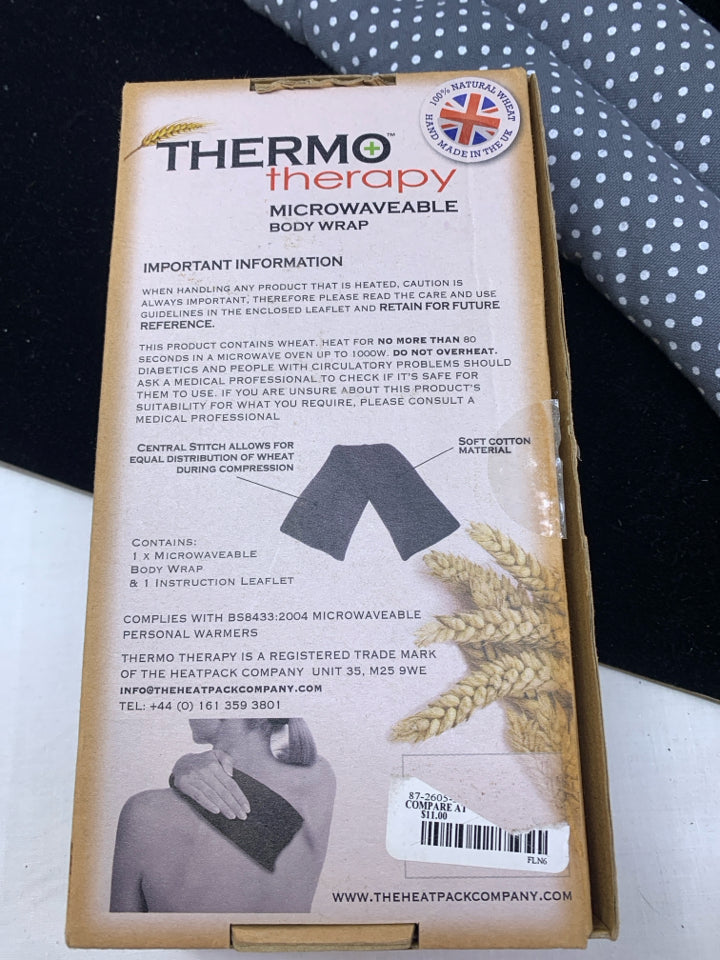 100% NATURAL WHEAT
HAND MADE IN THE UK
THERMO™
therapy
MICROWAVEABLE
BODY WRAP
IMPORTANT INFORMATION
WHEN HANDLING ANY PRODUCT THAT IS HEATED, CAUTION IS
ALWAYS IMPORTANT, THEREFORE PLEASE READ THE CARE AND USE
GUIDELINES IN THE ENCLOSED LEAFLET AND RETAIN FOR FUTURE
REFERENCE.
THIS PRODUCT CONTAINS WHEAT. HEAT FOR NO MORE THAN 80
SECONDS IN A MICROWAVE OVEN UP TO 1000W. DO NOT OVERHEAT.
DIABETICS AND PEOPLE WITH CIRCULATORY PROBLEMS SHOULD
ASK A MEDICAL PROFESSIONAL TO CHECK IF IT'S SAFE FOR
THEM TO USE. IF YOU ARE UNSURE ABOUT THIS PRODUCT'S
SUITABILITY FOR WHAT YOU REQUIRE, PLEASE CONSULT A
MEDICAL PROFESSIONAL
CENTRAL STITCH ALLOWS FOR
EQUAL DISTRIBUTION OF WHEAT
DURING COMPRESSION
SOFT COTTON
MATERIAL
CONTAINS:
1 X MICROWAVEABLE
BODY WRAP
& 1 INSTRUCTION LEAFLET
COMPLIES WITH BS8433:2004 MICROWAVEABLE
PERSONAL WARMERS
THERMO THERAPY IS A REGISTERED TRADE MARK
OF THE HEATPACK COMPANY UNIT 35, M25 9WE
INFO@THEHEATPACKCOMPANY.COM
TEL: +44 (0) 161 359 3801
87-2605-
COMPARE AT
$11.00
FLN6
WWW.THEHEATPACKCOMPANY.COM